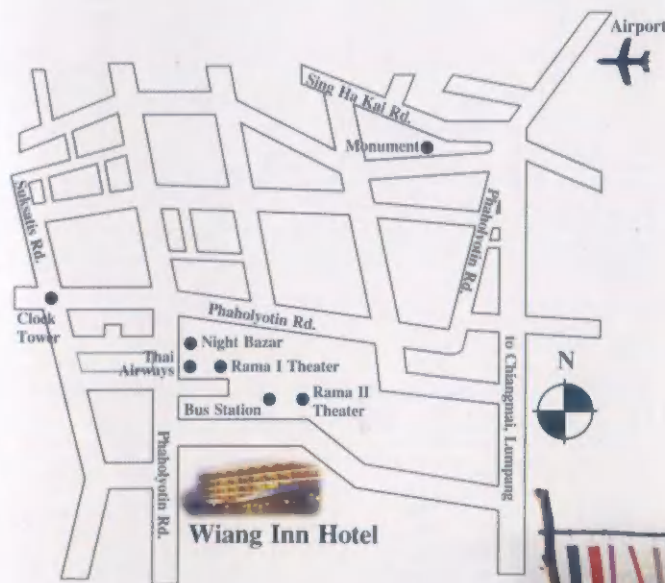 Airport
Sing Ha Kai Rd.
Monument
Phaholyotin Rd.
Suksatis Rd.
Clock
Tower
Phaholyotin Rd.
Night Bazar
Thai
Airways
Rama I Theater
Bus Station
Rama II
Theater
to Chiangmai, Lumpang
N
Phaholyotin Rd.
Wiang Inn Hotel